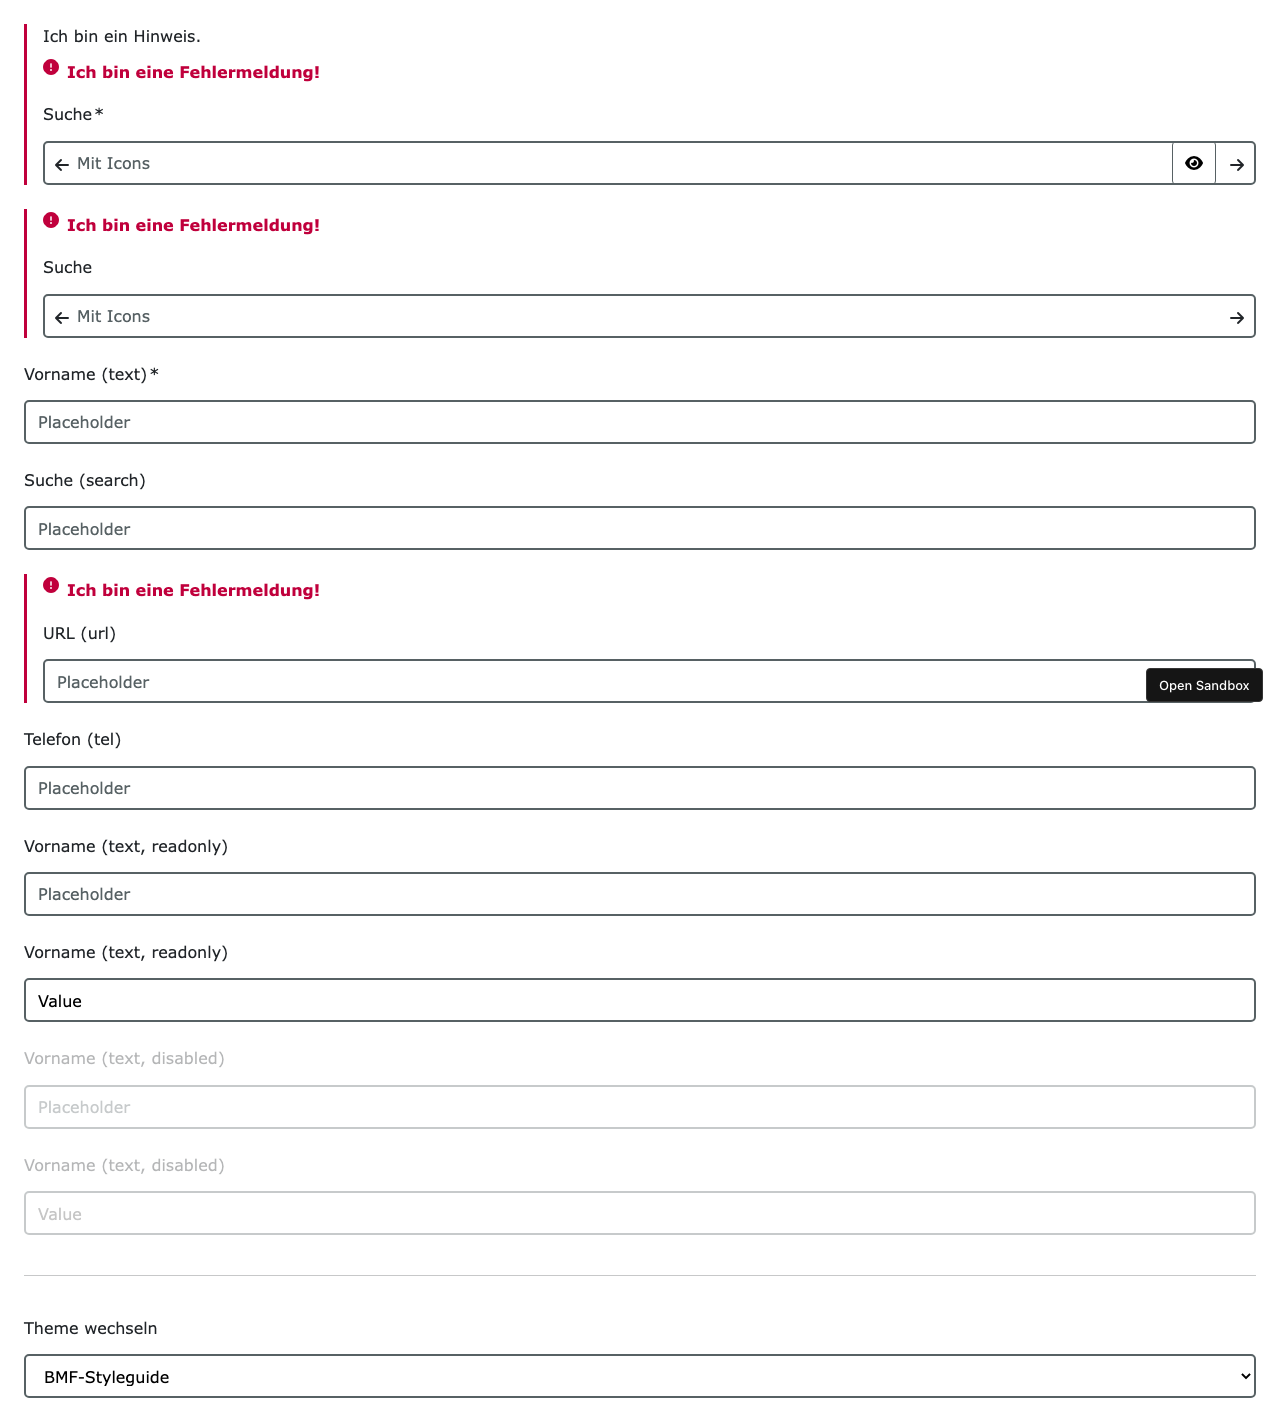 Ich bin ein Hinweis.
Ich bin eine Fehlermeldung!
Suche*
Mit Icons
Ich bin eine Fehlermeldung!
Suche
Mit Icons
Vorname (text)*
Placeholder
Suche (search)
Placeholder
Ich bin eine Fehlermeldung!
URL (url)
Placeholder
Open Sandbox
Telefon (tel)
Placeholder
Vorname (text, readonly)
Placeholder
Vorname (text, readonly)
Value
Vorname (text, disabled)
Placeholder
Vorname (text, disabled)
Value
Theme wechseln
BMF-Styleguide